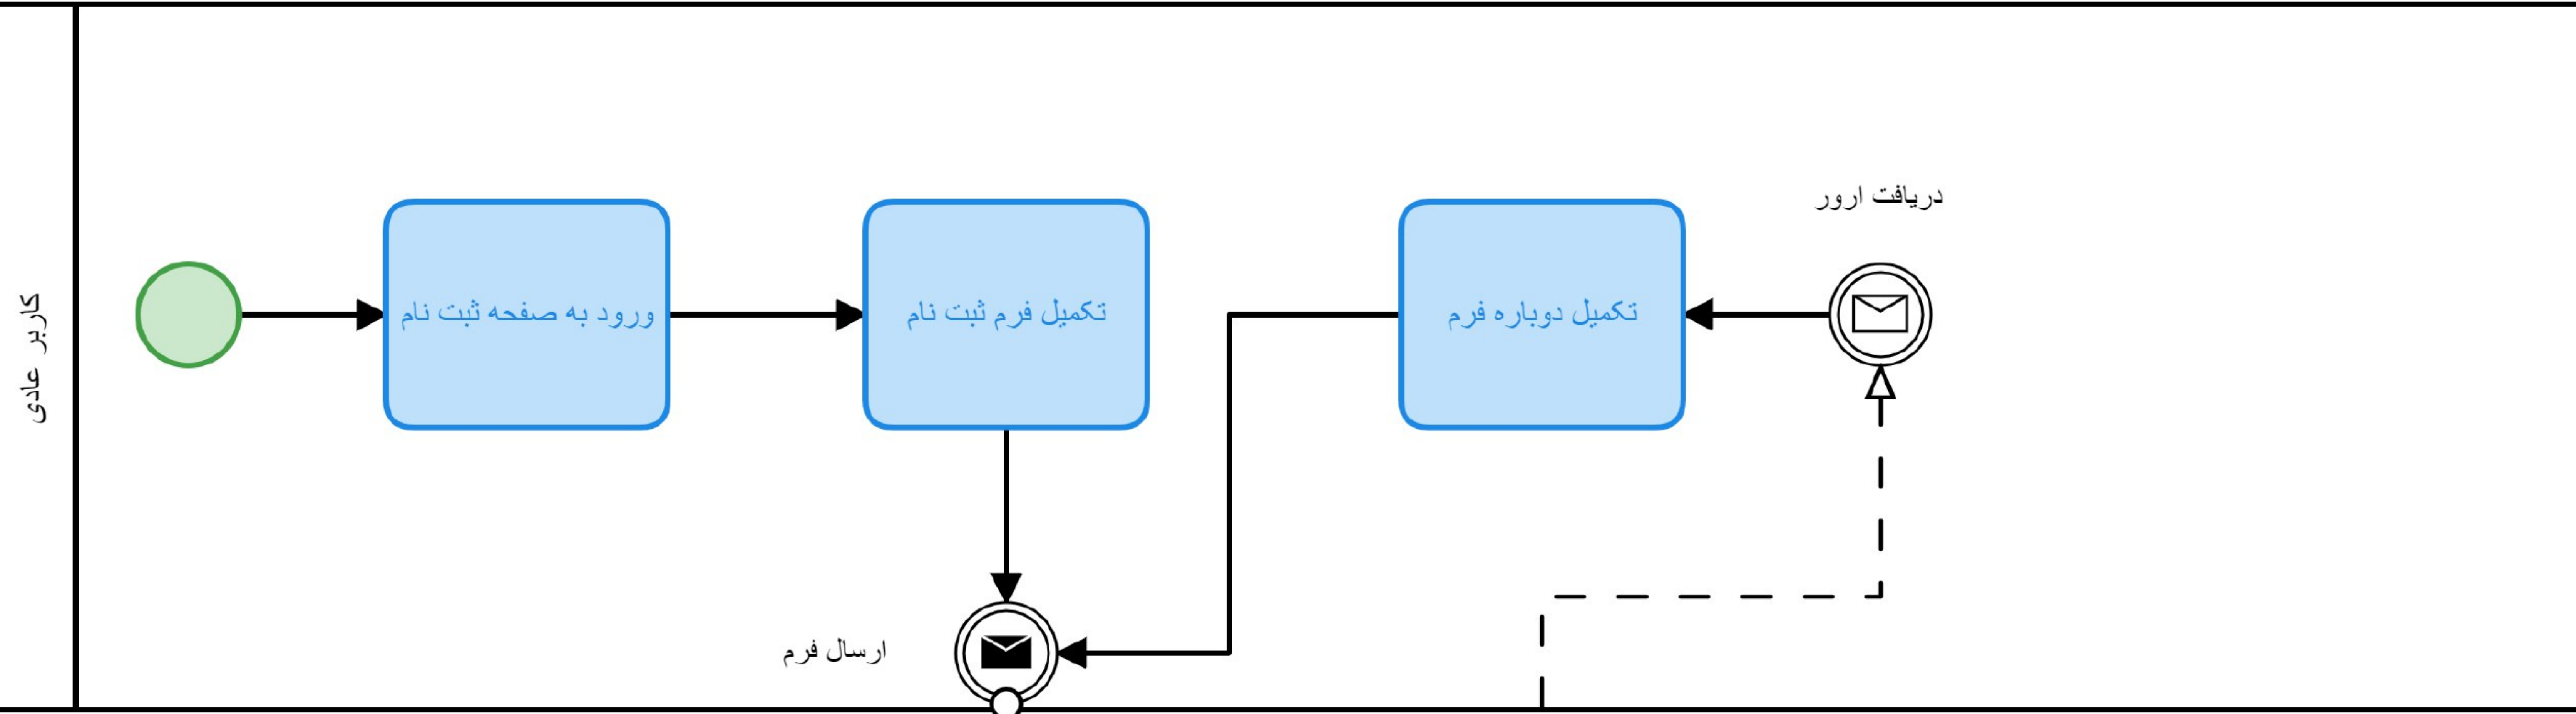 کاربر عادی
ورود به صفحه ثبت نام
تکمیل فرم ثبت نام
تکمیل دوباره فرم
دریافت ارور
ارسال فرم